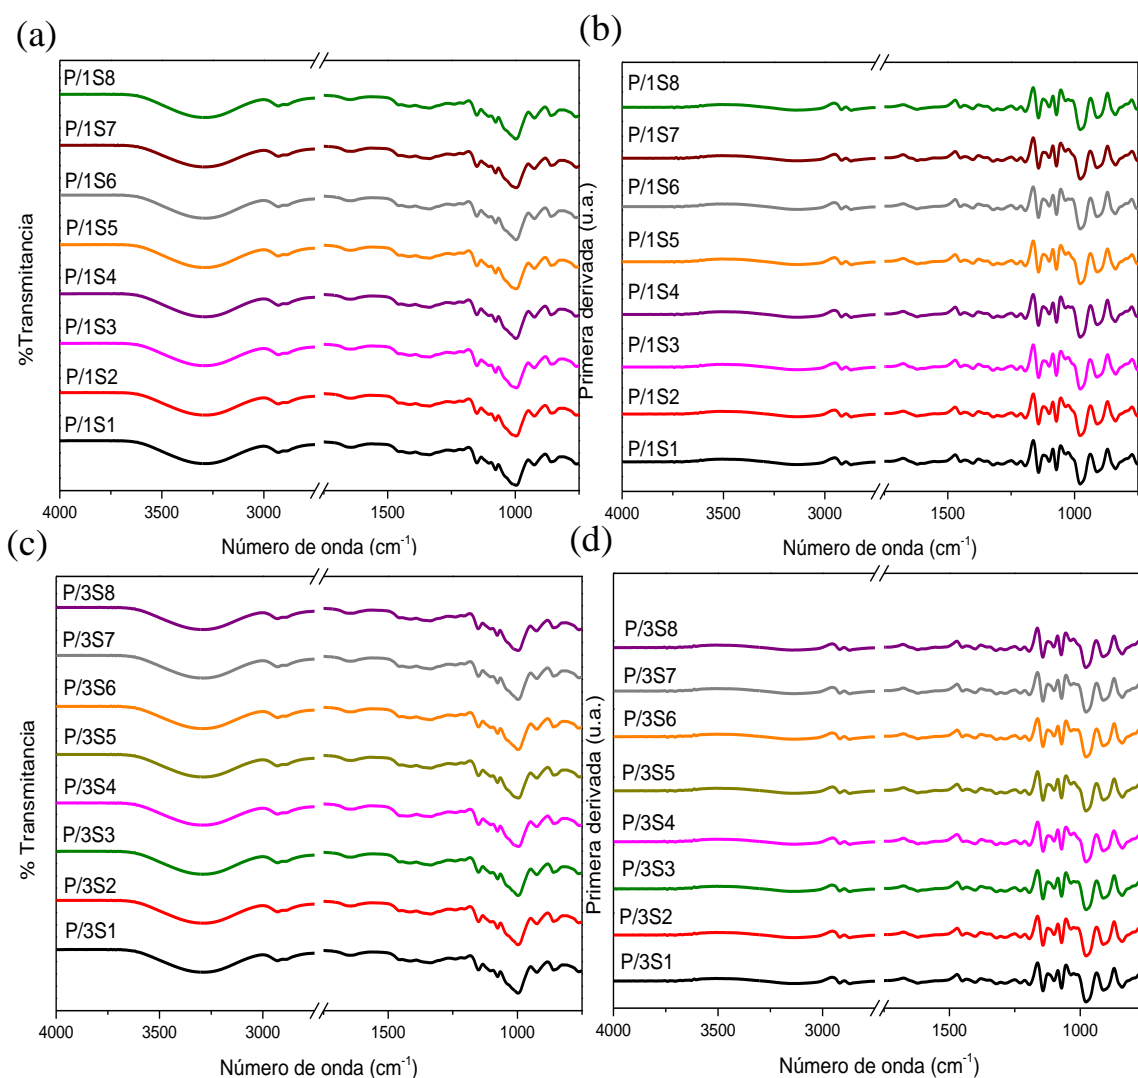 (a)
P/1S8
P/1S7
P/1S6
P/1S5
P/1S4
P/1S3
P/1S2
P/1S1
%Transmitancia
4000 3500 3000 1500 1000
Número de onda (cm-1)
(b)
P/1S8
P/1S7
P/1S6
P/1S5
P/1S4
P/1S3
P/1S2
P/1S1
Primera derivada (u.a.)
4000 3500 3000 1500 1000
Número de onda (cm-1)
(c)
P/3S8
P/3S7
P/3S6
P/3S5
P/3S4
P/3S3
P/3S2
P/3S1
% Transmitancia
4000 3500 3000 1500 1000
Número de onda (cm-1)
(d)
P/3S8
P/3S7
P/3S6
P/3S5
P/3S4
P/3S3
P/3S2
P/3S1
Primera derivada (u.a.)
4000 3500 3000 1500 1000
Número de onda (cm-1)